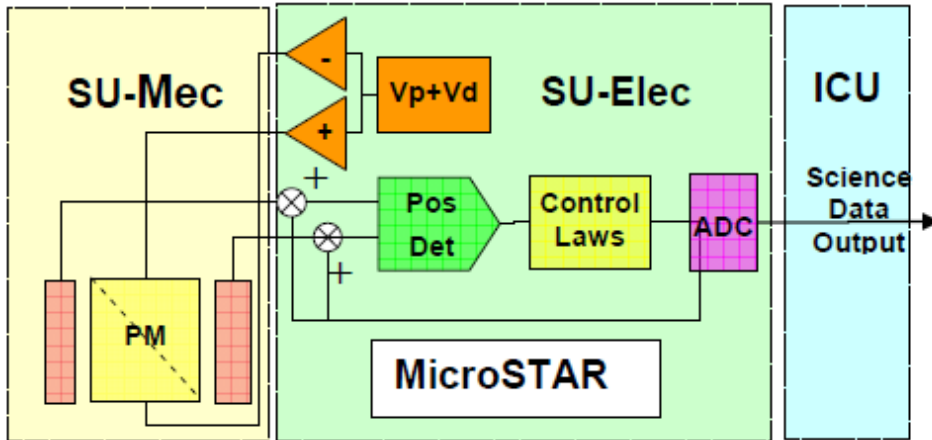 SU-Mec
-
+
Vp+Vd
SU-Elec
ICU
+
Pos
Det
+
Control
Laws
ADC
Science
Data
Output
PM
MicroSTAR